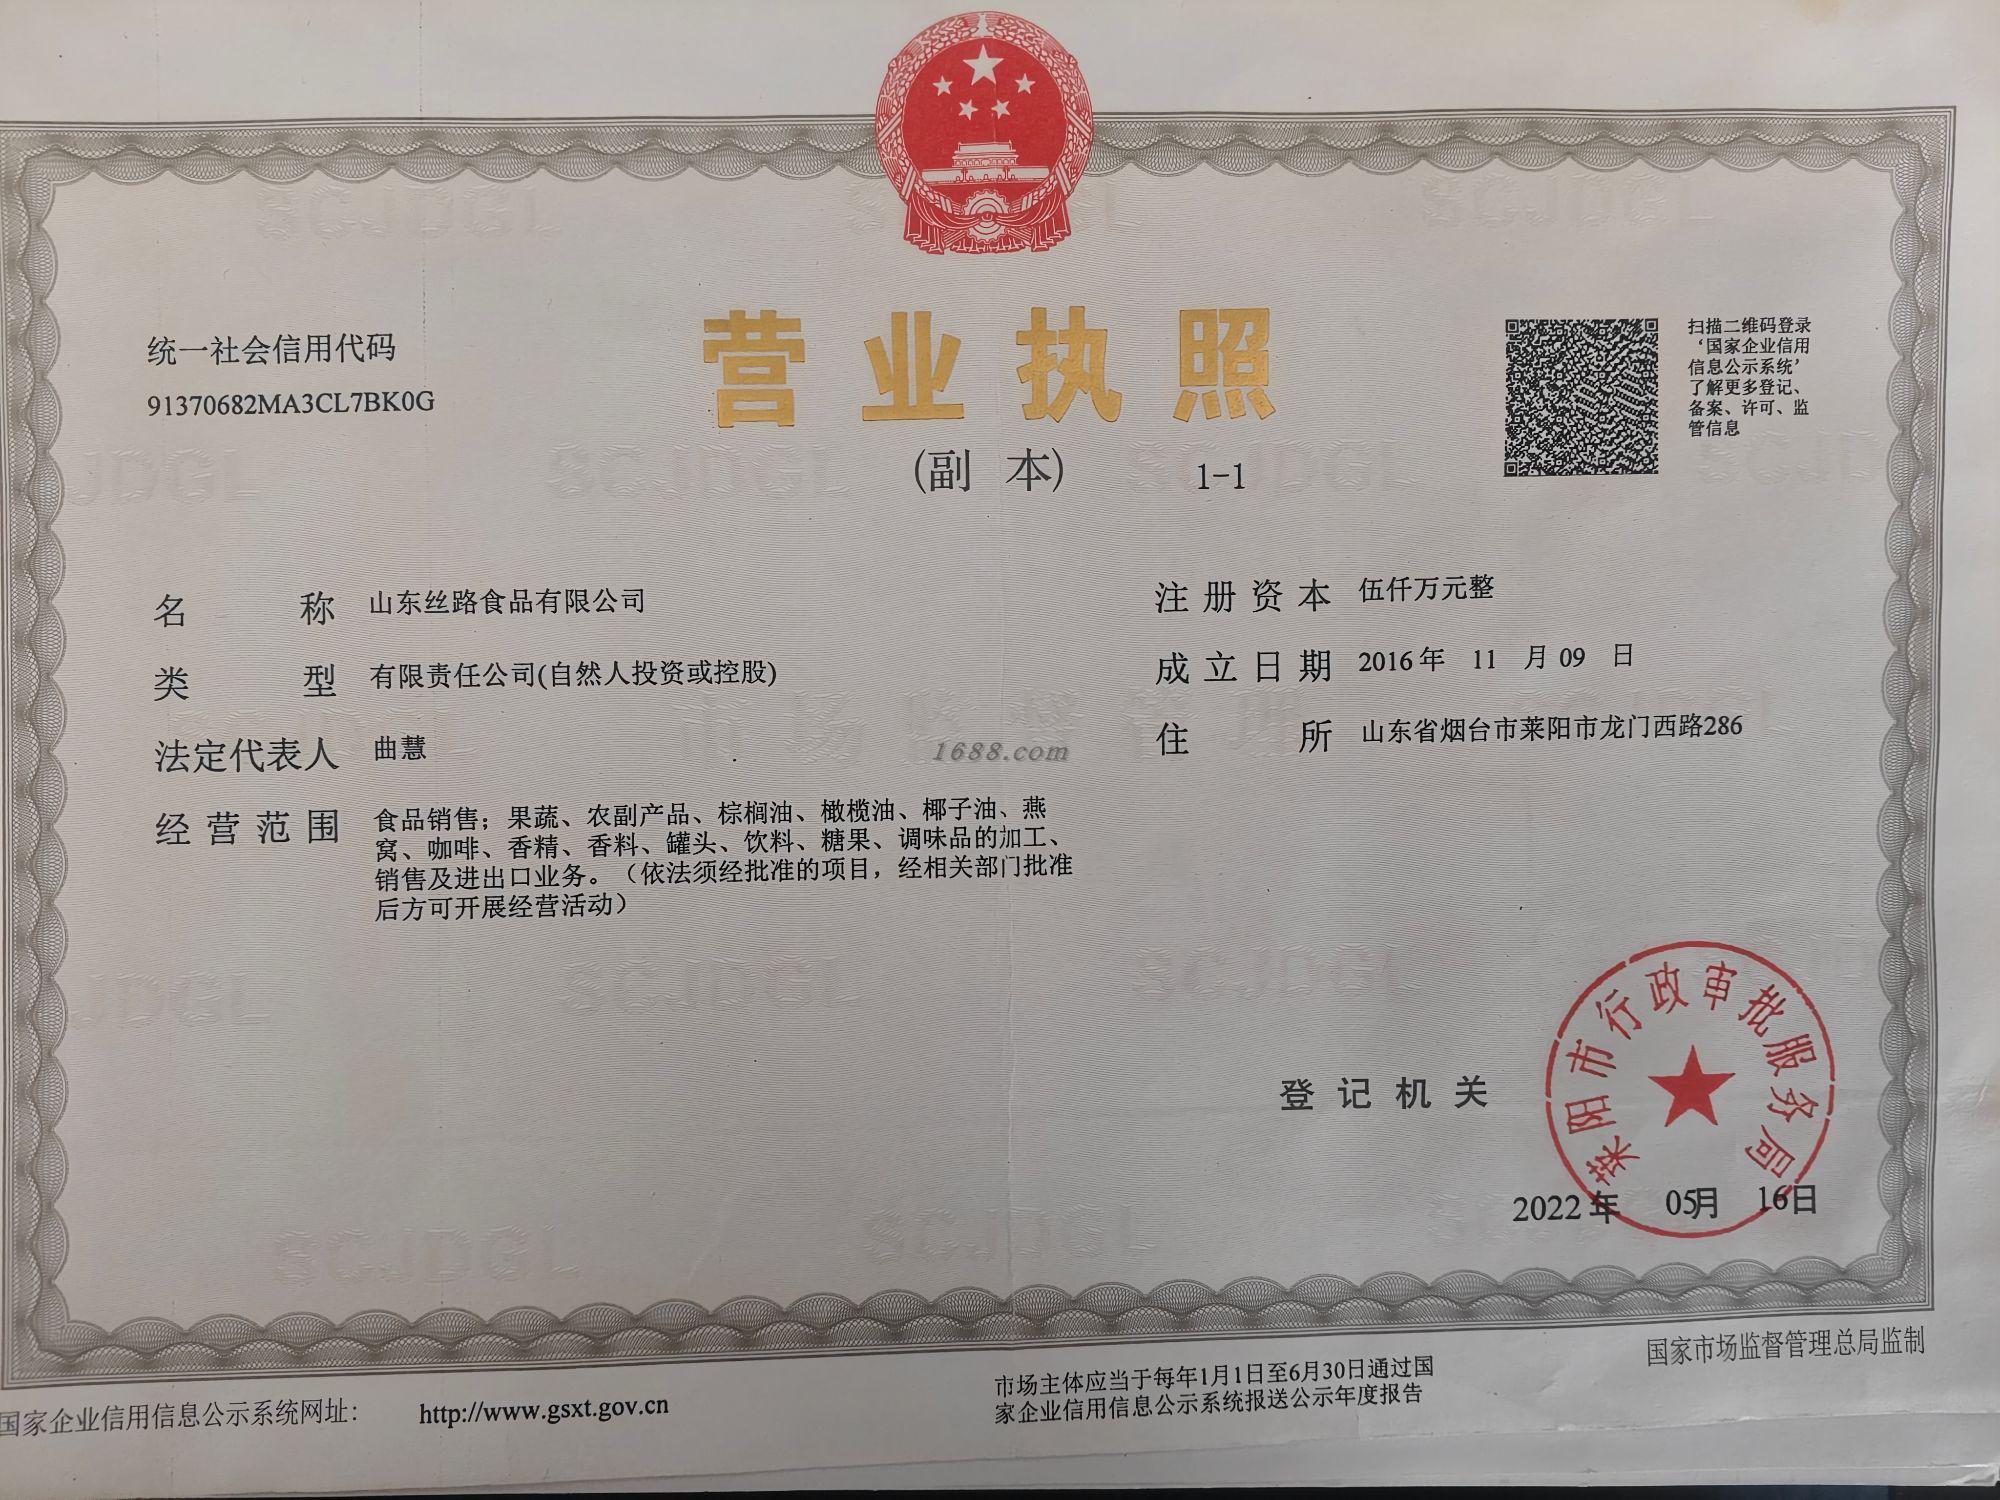 营业执照
(副 本) 1-1
统一社会信用代码
91370682MA3CL7BK0G
扫描二维码登录
‘国家企业信用
信息公示系统’
了解更多登记、
备案、许可、监
管信息
名称 山东丝路食品有限公司
类型 有限责任公司(自然人投资或控股)
法定代表人 曲慧
经营范围 食品销售；果蔬、农副产品、棕榈油、橄榄油、椰子油、燕
窝、咖啡、香精、香料、罐头、饮料、糖果、调味品的加工、
销售及进出口业务。（依法须经批准的项目，经相关部门批准
后方可开展经营活动）
注册资本 伍仟万元整
成立日期 2016年 11 月 09 日
住所 山东省烟台市莱阳市龙门西路286
1688.com
登记机关
莱阳市行政审批服务局
2022年 05月 16日
国家企业信用信息公示系统网址： http://www.gsxt.gov.cn
市场主体应当于每年1月1日至6月30日通过国
家企业信用信息公示系统报送公示年度报告
国家市场监督管理总局监制
SCJDGL